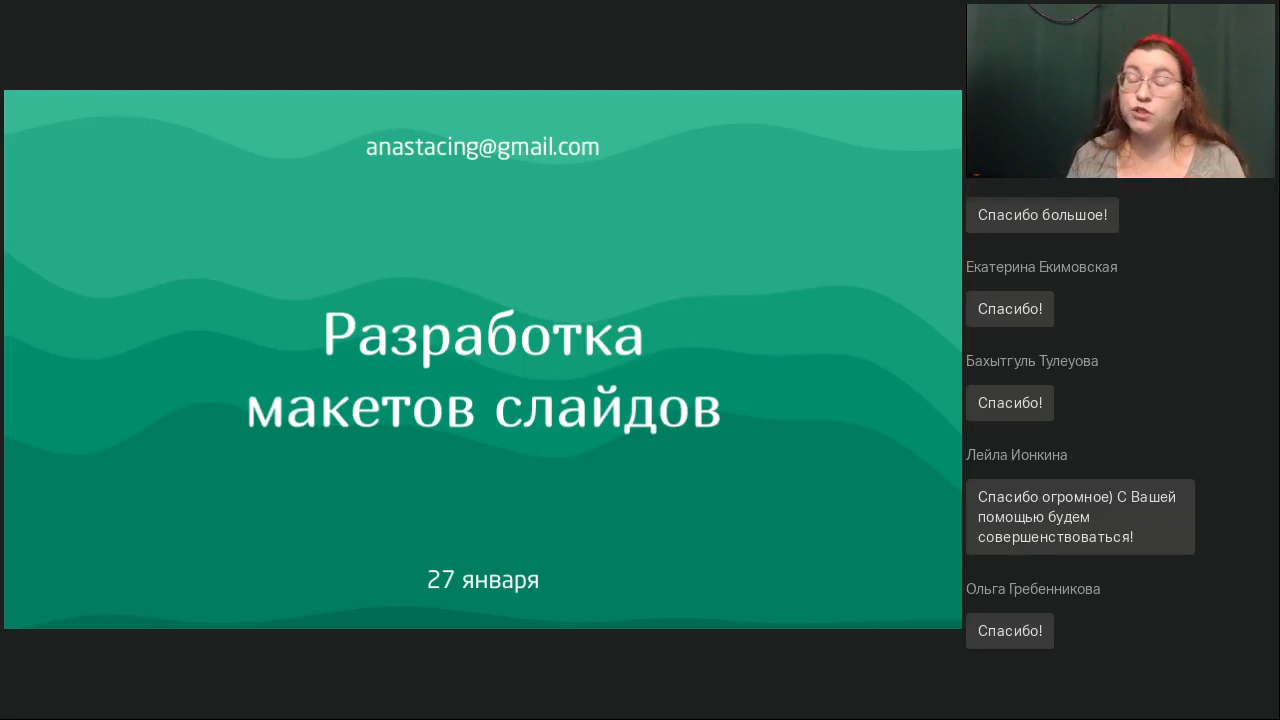 anastacing@gmail.com
Разработка
макетов слайдов
27 января
Спасибо большое!
Екатерина Екимовская
Спасибо!
Бахытгуль Тулеуова
Спасибо!
Лейла Ионкина
Спасибо огромное) С Вашей
помощью будем
совершенствоваться!
Ольга Гребенникова
Спасибо!